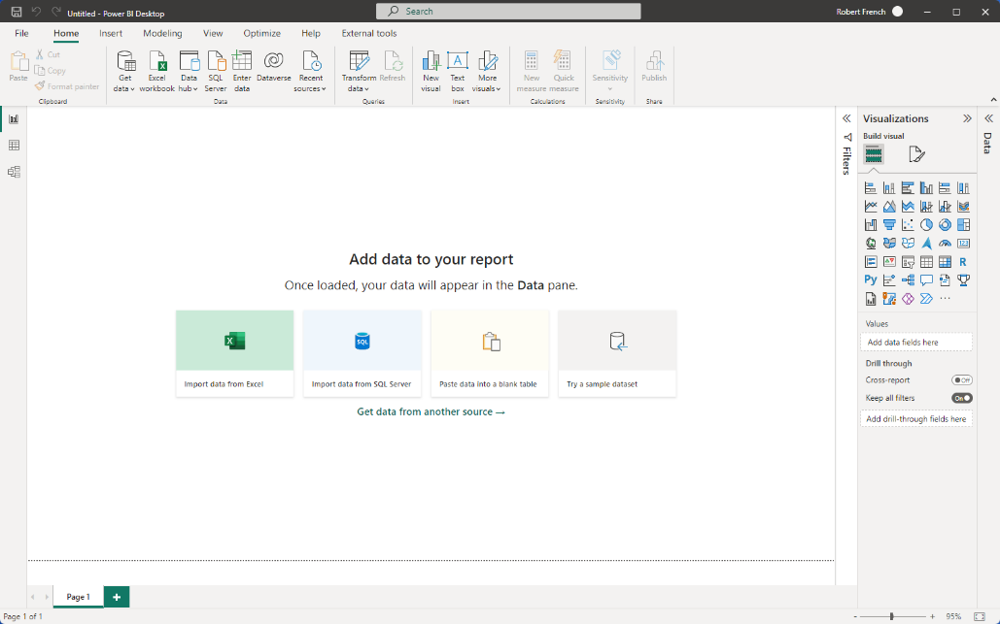 Untitled - Power BI Desktop
Search
Robert French
File Home Insert Modeling View Optimize Help External tools
Paste
Cut
Copy
Format painter
Clipboard
Get data
Excel workbook
Data hub
SQL Server
Enter data
Dataverse
Recent sources
Data
Transform data
Refresh
Queries
New visual
Text box
More visuals
Insert
New measure
Quick measure
Calculations
Sensitivity
Sensitivity
Publish
Share
Add data to your report
Once loaded, your data will appear in the Data pane.
SQL
Import data from Excel
Import data from SQL Server
Paste data into a blank table
Try a sample dataset
Get data from another source →
Filters
Visualizations
Build visual
123
R
Py
Values
Add data fields here
Drill through
Cross-report
Off
Keep all filters
On
Add drill-through fields here
Data
Page 1
Page 1 of 1
95%